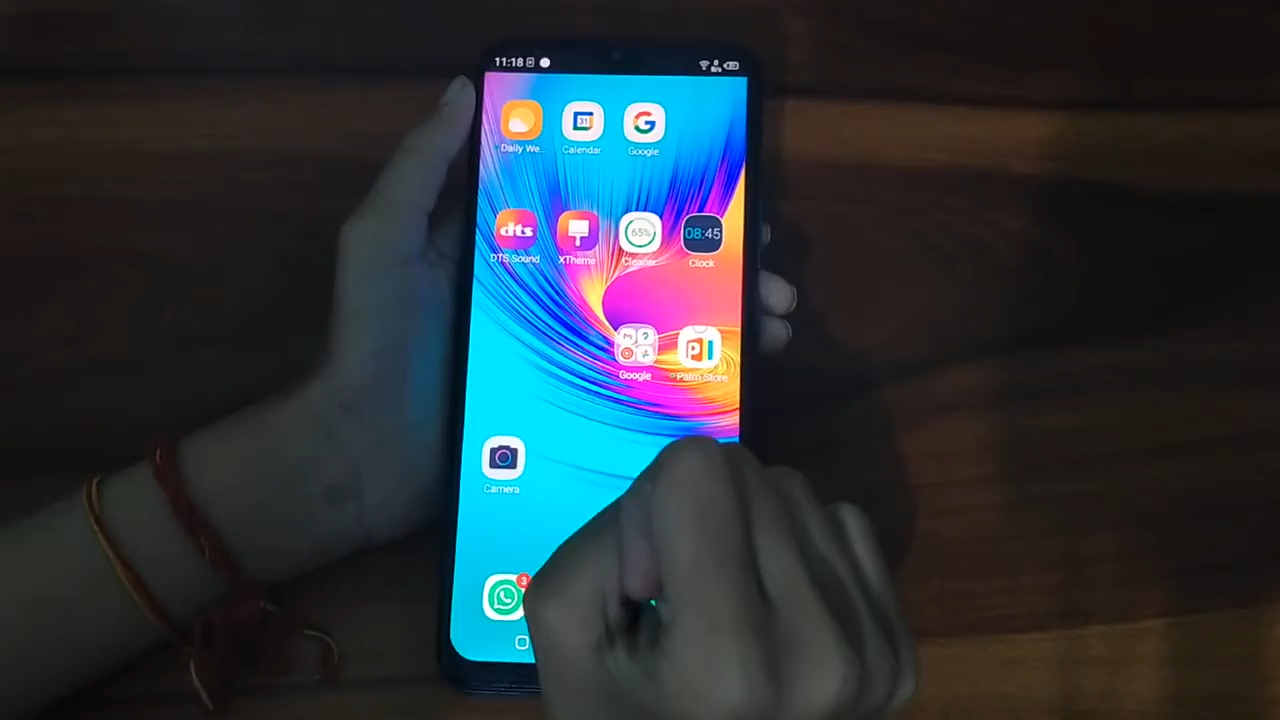 11:18
31
Daily We...
Calendar
Google
dts
65%
08:45
DTS Sound
XTheme
Cleaner
Clock
Google
Palm Store
Camera
3